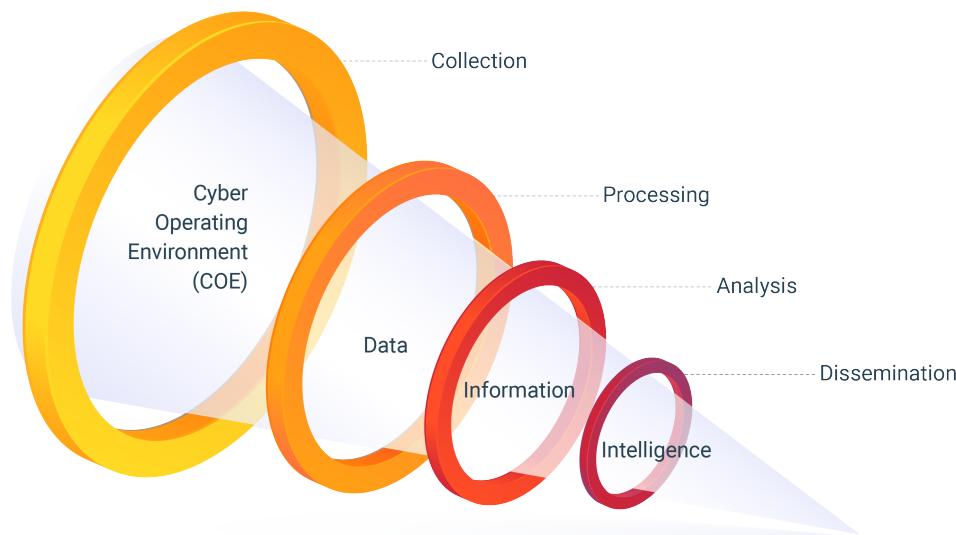 Collection
Cyber
Operating
Environment
(COE)
Processing
Data
Analysis
Information
Dissemination
Intelligence